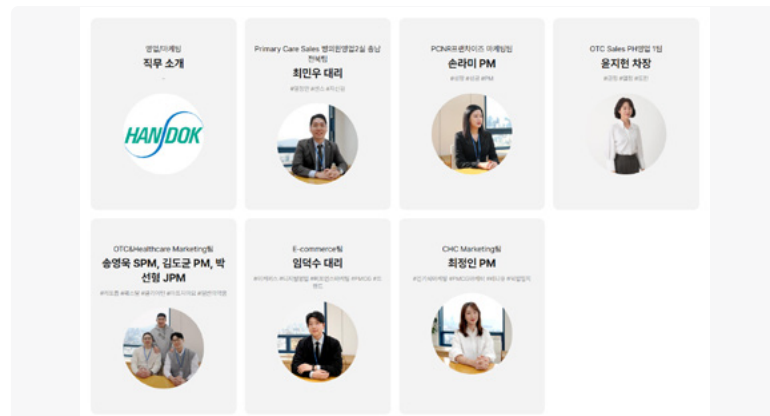 영업/마케팅
직무 소개
-
HANDOK
Primary Care Sales 병의원영업2실 충남
전북팀
최민우 대리
PCNR프랜차이즈 마케팅팀
손라미 PM
#PM
OTC Sales PH영업 1팀
윤지현 차장
OTC&Healthcare Marketing팀
송영욱 SPM, 김도균 PM, 박
선형 JPM
E-commerce팀
임덕수 대리
CHC Marketing팀
최정인 PM